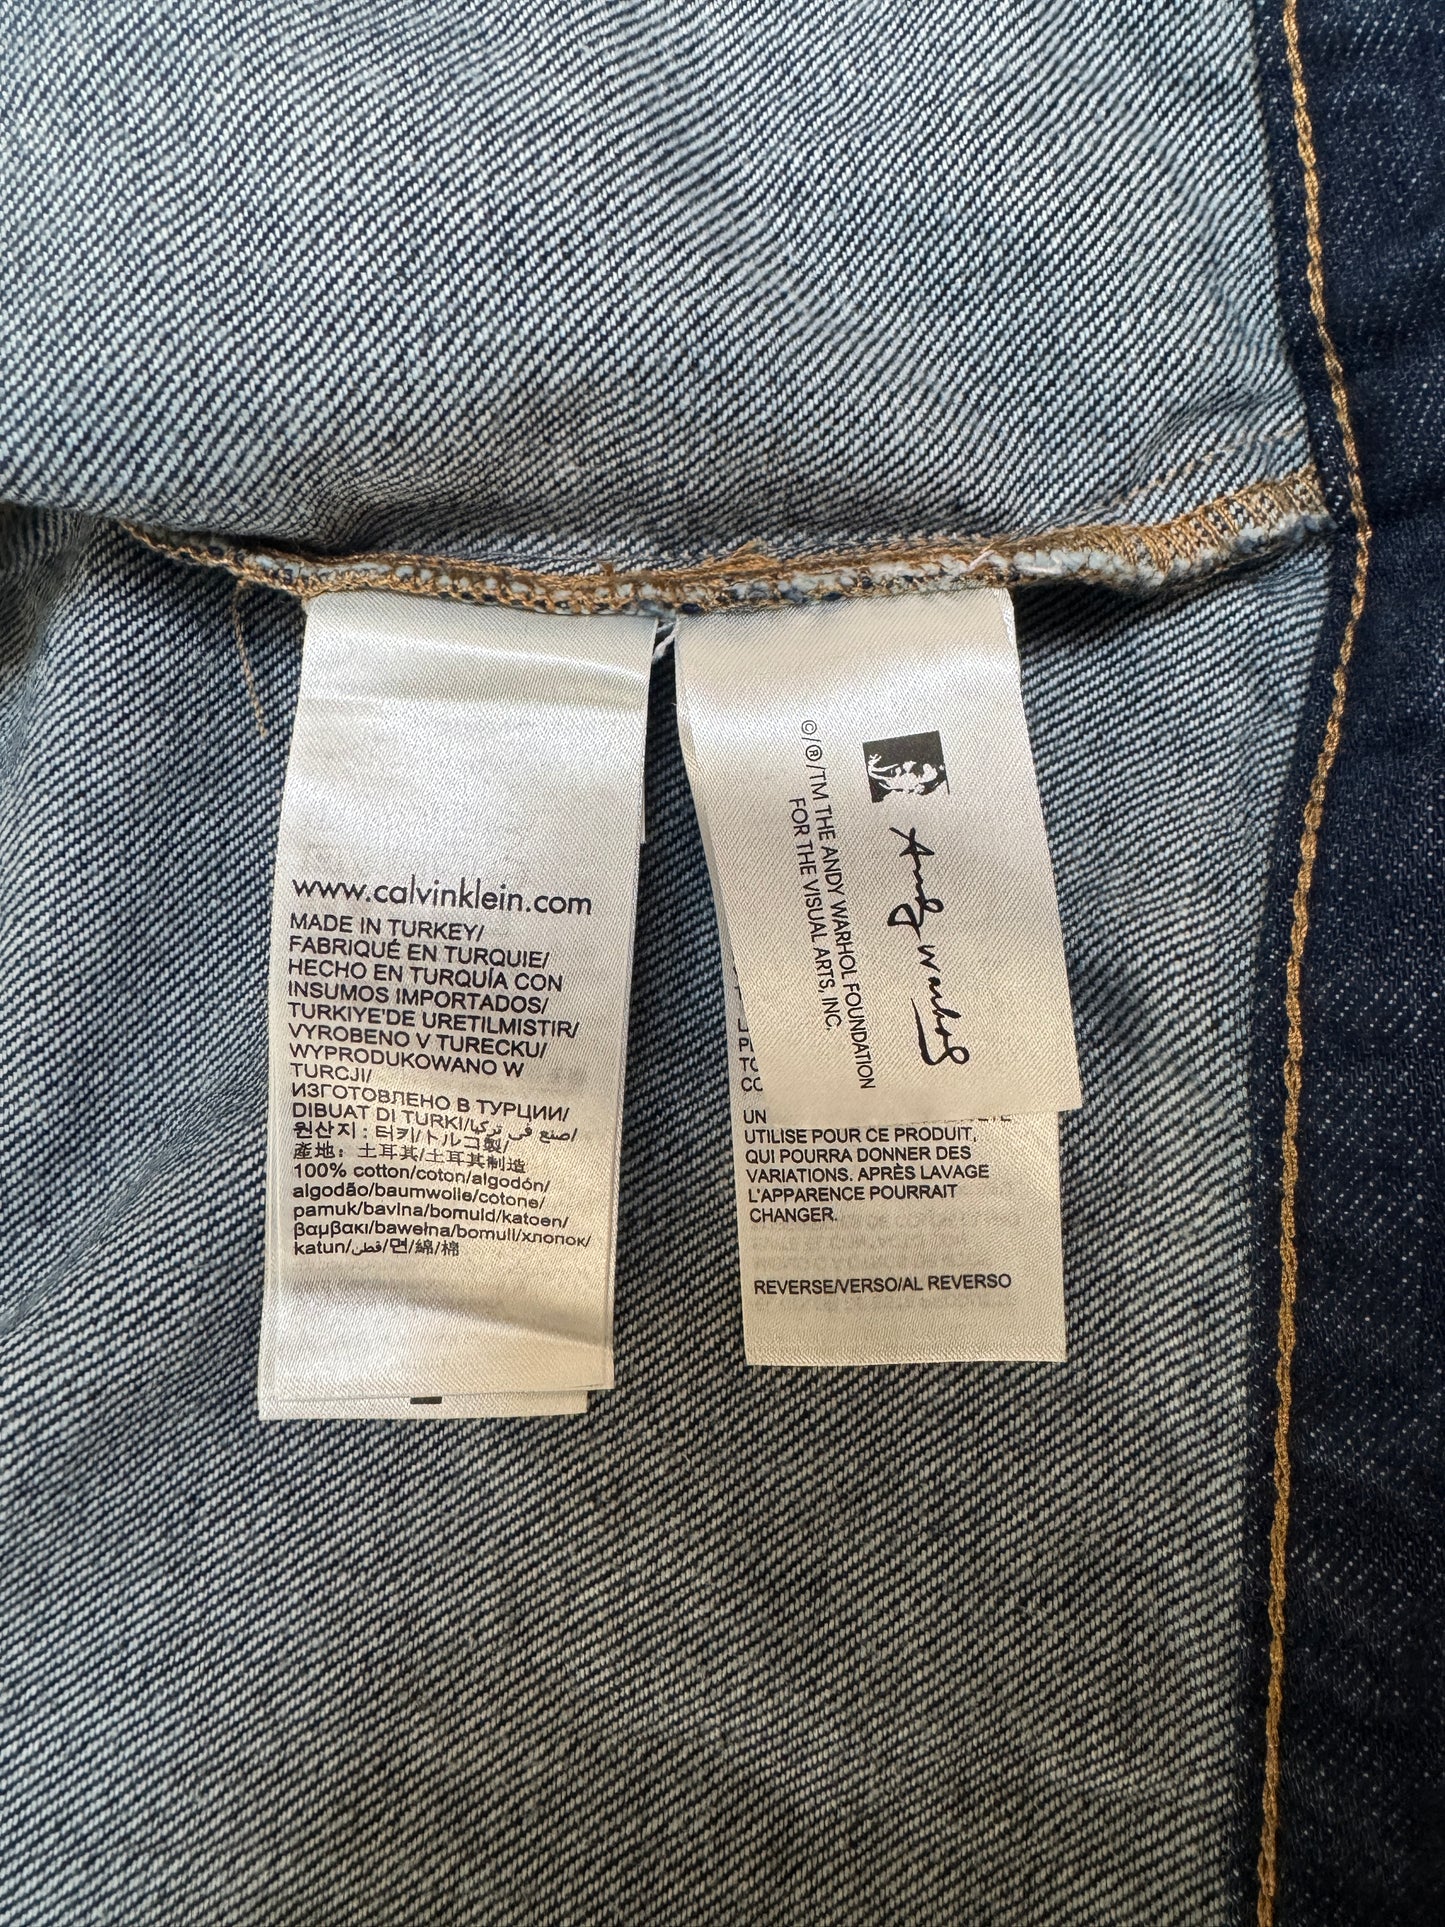 www.calvinklein.com
MADE IN TURKEY/
FABRIQUÉ EN TURQUIE/
HECHO EN TURQUÍA CON
INSUMOS IMPORTADOS/
TURKIYE'DE URETILMISTIR/
VYROBENO V TURECKU/
WYPRODUKOWANO W
TURCJI/
ИЗГОТОВЛЕНО В ТУРЦИИ/
DIBUAT DI TURKI/صنع في تركيا/
원산지 : 터키/トルコ製/
產地: 土耳其/土耳其制造
100% cotton/coton/algodón/
algodão/baumwolle/cotone/
pamuk/bavlna/bomuld/katoen/
βαμβακι/bawełna/bomull/хлопок/
katun/قطن/면/綿/棉
©/®/TM THE ANDY WARHOL FOUNDATION
FOR THE VISUAL ARTS, INC.
Andy Warhol
UN
UTILISÉ POUR CE PRODUIT,
QUI POURRA DONNER DES
VARIATIONS. APRÈS LAVAGE
L'APPARENCE POURRAIT
CHANGER.
REVERSE/VERSO/AL REVERSO